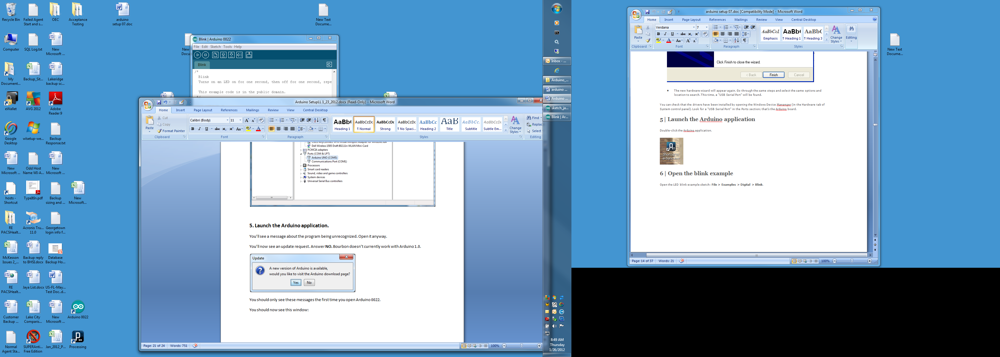 Recycle Bin
Failed Agent
Start and s...
OEC
Acceptance
Testing
arduino
setup 07.doc
New Text
Docume...
Computer
SQL Log.txt
New
Microsoft ...
New
Docu
My
Document...
Backup_Sit...
Lakeridge
backup sc...
eWallet
AVG 2012
Adobe
Reader 9
Google
Desktop
wlsetup-we...
Backup
Response.txt
New
Microsoft ...
Odd Host
Name WI-A...
New
Microsoft ...
hosts -
Shortcut
TypeItIn.pdf
Backup
sizing and ...
New
Microsoft...
RE
PACSHealt...
Acronis Tru...
11.0
Georgetown
login info f...
McKesson
Issues 2_...
Backup reply
to BHSI.docx
Database
Backup Ho...
RE
PACSHealt...
Jaya List.docx
US-FL-May...
Test Doc..d...
Customer
Backup ...
Lake City
Comparis...
New
Microsoft ...
Arduino 0022
Normal
Agent Sta...
SUPERAnti...
Free Edition
Jan_2012_P...
Processing
Blink | Arduino 0022
File Edit Sketch Tools Help
Blink
/*
Blink
Turns on an LED on for one second, then off for one second, repe
This example code is in the public domain.
*/
Arduino SetupLL 1_23_2012.docx (Read-Only) - Microsoft Word
Home Insert Page Layout References Mailings Review View Central Desktop
Paste
Cut
Copy
Format Painter
Clipboard
Calibri (Body) 11
Font
Paragraph
AaBb( AaBbCcDc AaBbCcDc AaBbCcDc AaBbCc AaB AaBbCc. AaBbCcDc
Heading 1 ¶ Normal Strong ¶ No Spaci... Heading 2 Title Subtitle Subtle Em...
Change
Styles
Styles
Find
Replac
Select
Editing
Dell Wireless 1505 Draft 802.11n WLAN Mini-Card
PCMCIA adapters
Ports (COM & LPT)
Arduino UNO (COM5)
Communications Port (COM1)
Processors
Smart card readers
Sound, video and game controllers
System devices
Universal Serial Bus controllers
5. Launch the Arduino application.
You'll see a message about the program being unrecognized. Open it anyway.
You'll now see an update request. Answer NO. Bourbon doesn't currently work with Arduino 1.0.
Update
A new version of Arduino is available,
would you like to visit the Arduino download page?
Yes No
You should only see these messages the first time you open Arduino 0022.
You should now see this window:
Page: 21 of 24 Words: 751 100%
Inbox - ...
Arduino_...
arduino ...
Arduino ...
sketch_ja...
Blink | Ar...
8:49 AM
Thursday
1/26/2012
arduino setup 07.doc [Compatibility Mode] - Microsoft Word
Home Insert Page Layout References Mailings Review View Central Desktop
Paste
Clipboard
Verdana 7
Font
Paragraph
AaBbCcL AaBb( AaBbC
Emphasis ¶ Heading 1 ¶ Heading 3
Change
Styles
Styles
Editing
Click Finish to close the wizard.
< Back Finish Cancel
• The new hardware wizard will appear again. Go through the same steps and select the same options and
location to search. This time, a "USB Serial Port" will be found.
You can check that the drivers have been installed by opening the Windows Device Mananger (in the Hardware tab of
System control panel). Look for a "USB Serial Port" in the Ports section; that's the Arduino board.
5 | Launch the Arduino application
Double-click the Arduino application.
Shortcut to
arduino.exe
6 | Open the blink example
Open the LED blink example sketch: File > Examples > Digital > Blink.
Page: 14 of 37 Words: 21 100%
New Text
Docume...